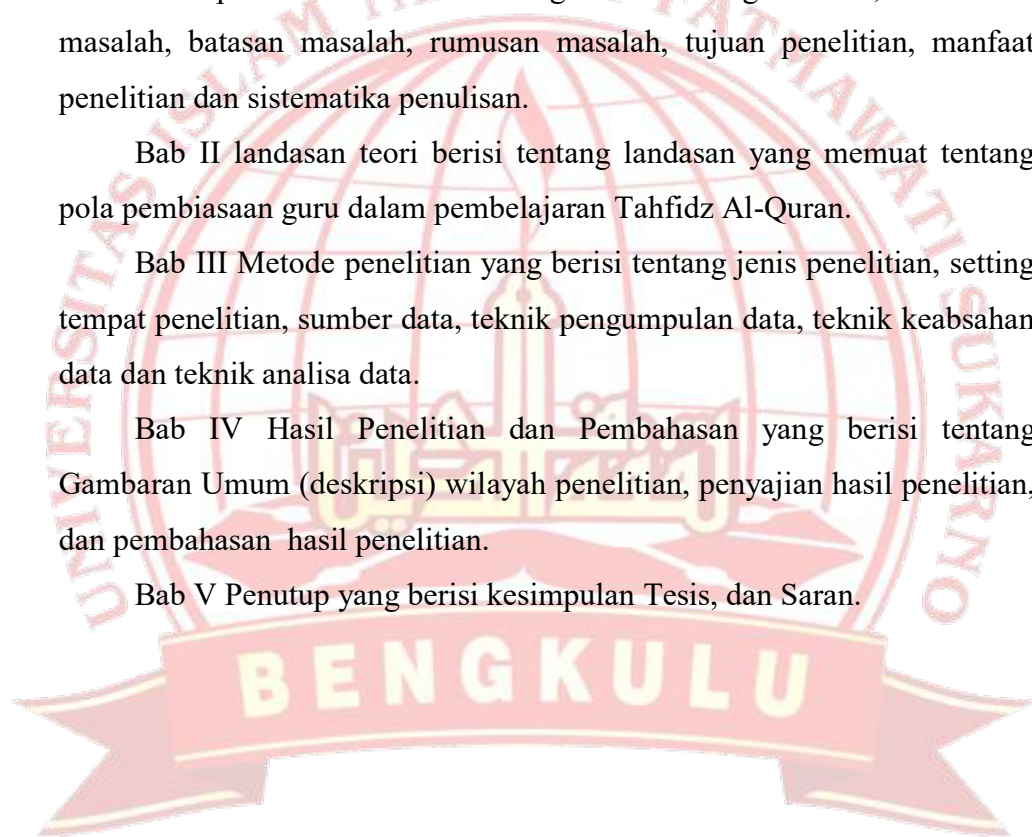 masalah, batasan masalah, rumusan masalah, tujuan penelitian, manfaat
penelitian dan sistematika penulisan.
Bab II landasan teori berisi tentang landasan yang memuat tentang
pola pembiasaan guru dalam pembelajaran Tahfidz Al-Quran.
Bab III Metode penelitian yang berisi tentang jenis penelitian, setting
tempat penelitian, sumber data, teknik pengumpulan data, teknik keabsahan
data dan teknik analisa data.
Bab IV Hasil Penelitian dan Pembahasan yang berisi tentang
Gambaran Umum (deskripsi) wilayah penelitian, penyajian hasil penelitian,
dan pembahasan hasil penelitian.
Bab V Penutup yang berisi kesimpulan Tesis, dan Saran.
UNIVERSITAS ISLAM FATMAWATI SUKARNO
BENGKULU